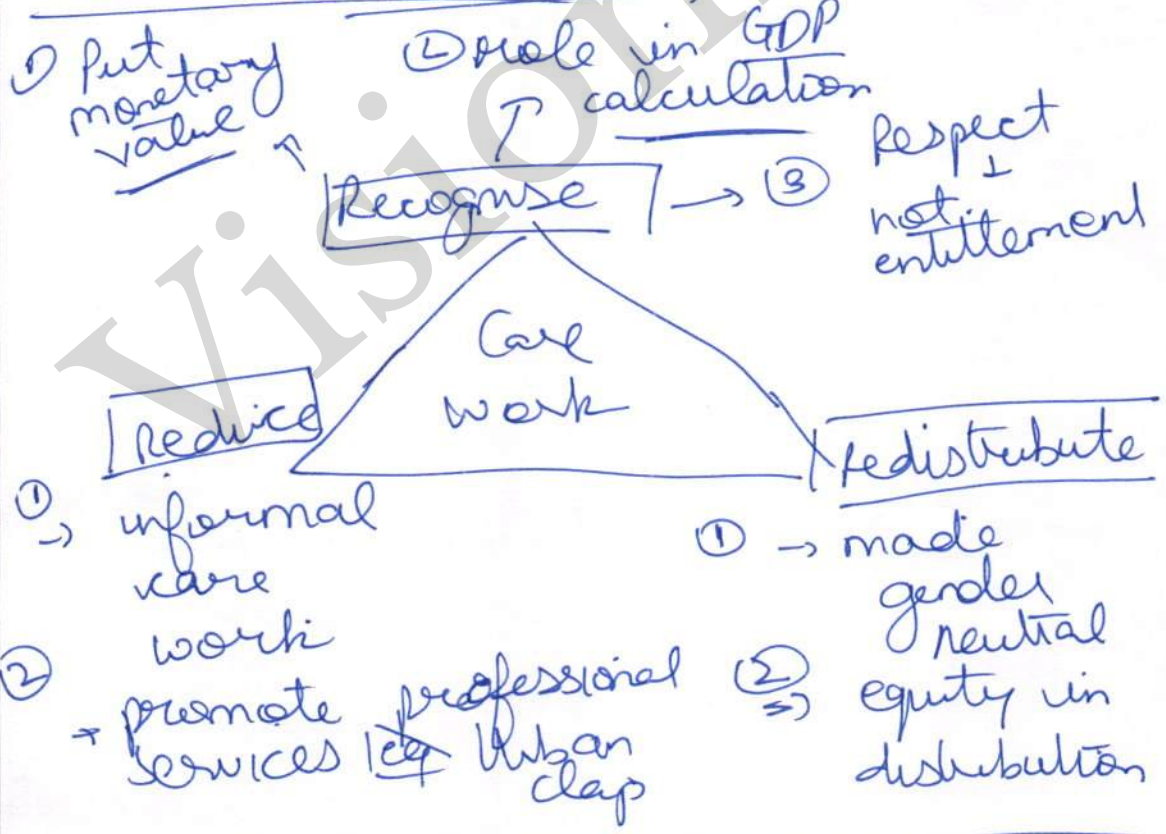 ① Put
monetary
value
② role in GDP
calculation
Recognise → ③
Respect
⊥
not
entitlement
Care
work
Reduce
① → informal
care
work
② → promote professional
services eg Urban
Clap
Redistribute
① → made
gender
neutral
② → equity in
distribution
Vision